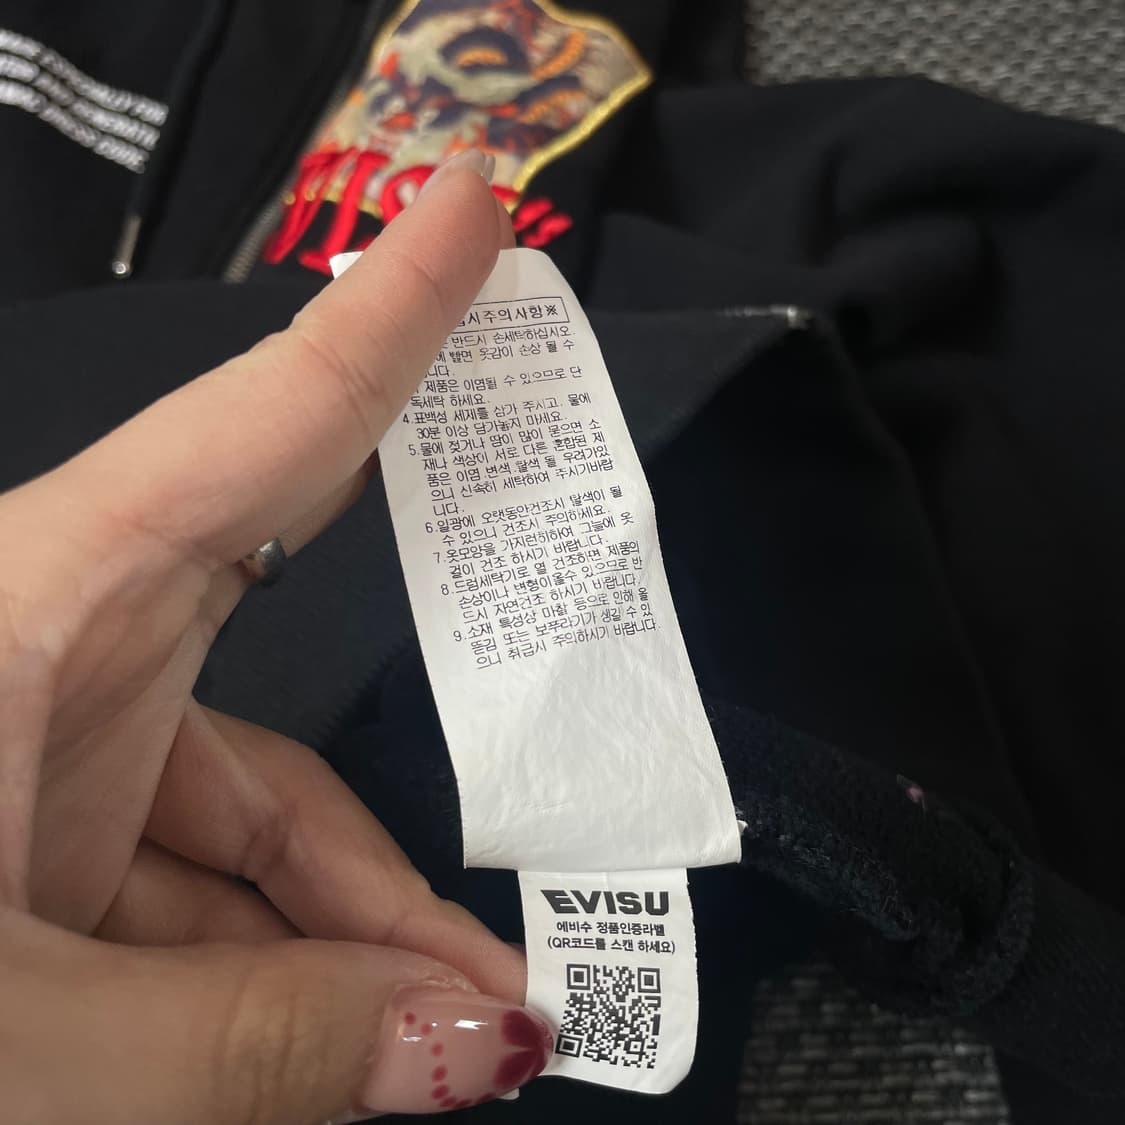 급시주의사항※
반드시 손세탁하십시오.
에 빨면 옷감이 손상 될 수
니다.
제품은 이염될 수 있으므로 단
독세탁 하세요.
4.표백성 세제를 삼가 주시고. 물에
30분 이상 담가놓지 마세요.
5.물에 젖거나 땀이 많이 묻으면 소
재나 색상이 서로 다른 혼합된 제
품은 이염.변색.탈색 될 우려가있
으니 신속히 세탁하여 주시기바랍
니다.
6.일광에 오랫동안건조시 탈색이 될
수 있으니 건조시 주의하세요.
7.옷모양을 가지런히하여 그늘에 옷
걸이 건조 하시기 바랍니다.
8.드럼세탁기로 열 건조하면 제품의
손상이나 변형이올수 있으므로 반
드시 자연건조 하시기 바랍니다.
9.소재 특성상 마찰 등으로 인해 올
뜯김 또는 보푸라기가 생길 수 있
으니 취급시 주의하시기 바랍니다.
EVISU
에비수 정품인증라벨
(QR코드를 스캔 하세요)